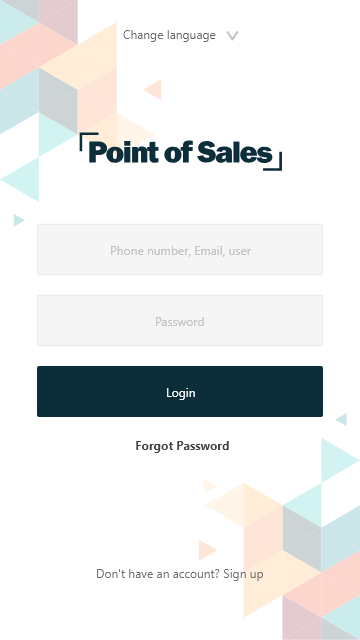 Change language
Point of Sales
Phone number, Email, user
Password
Login
Forgot Password
Don't have an account? Sign up